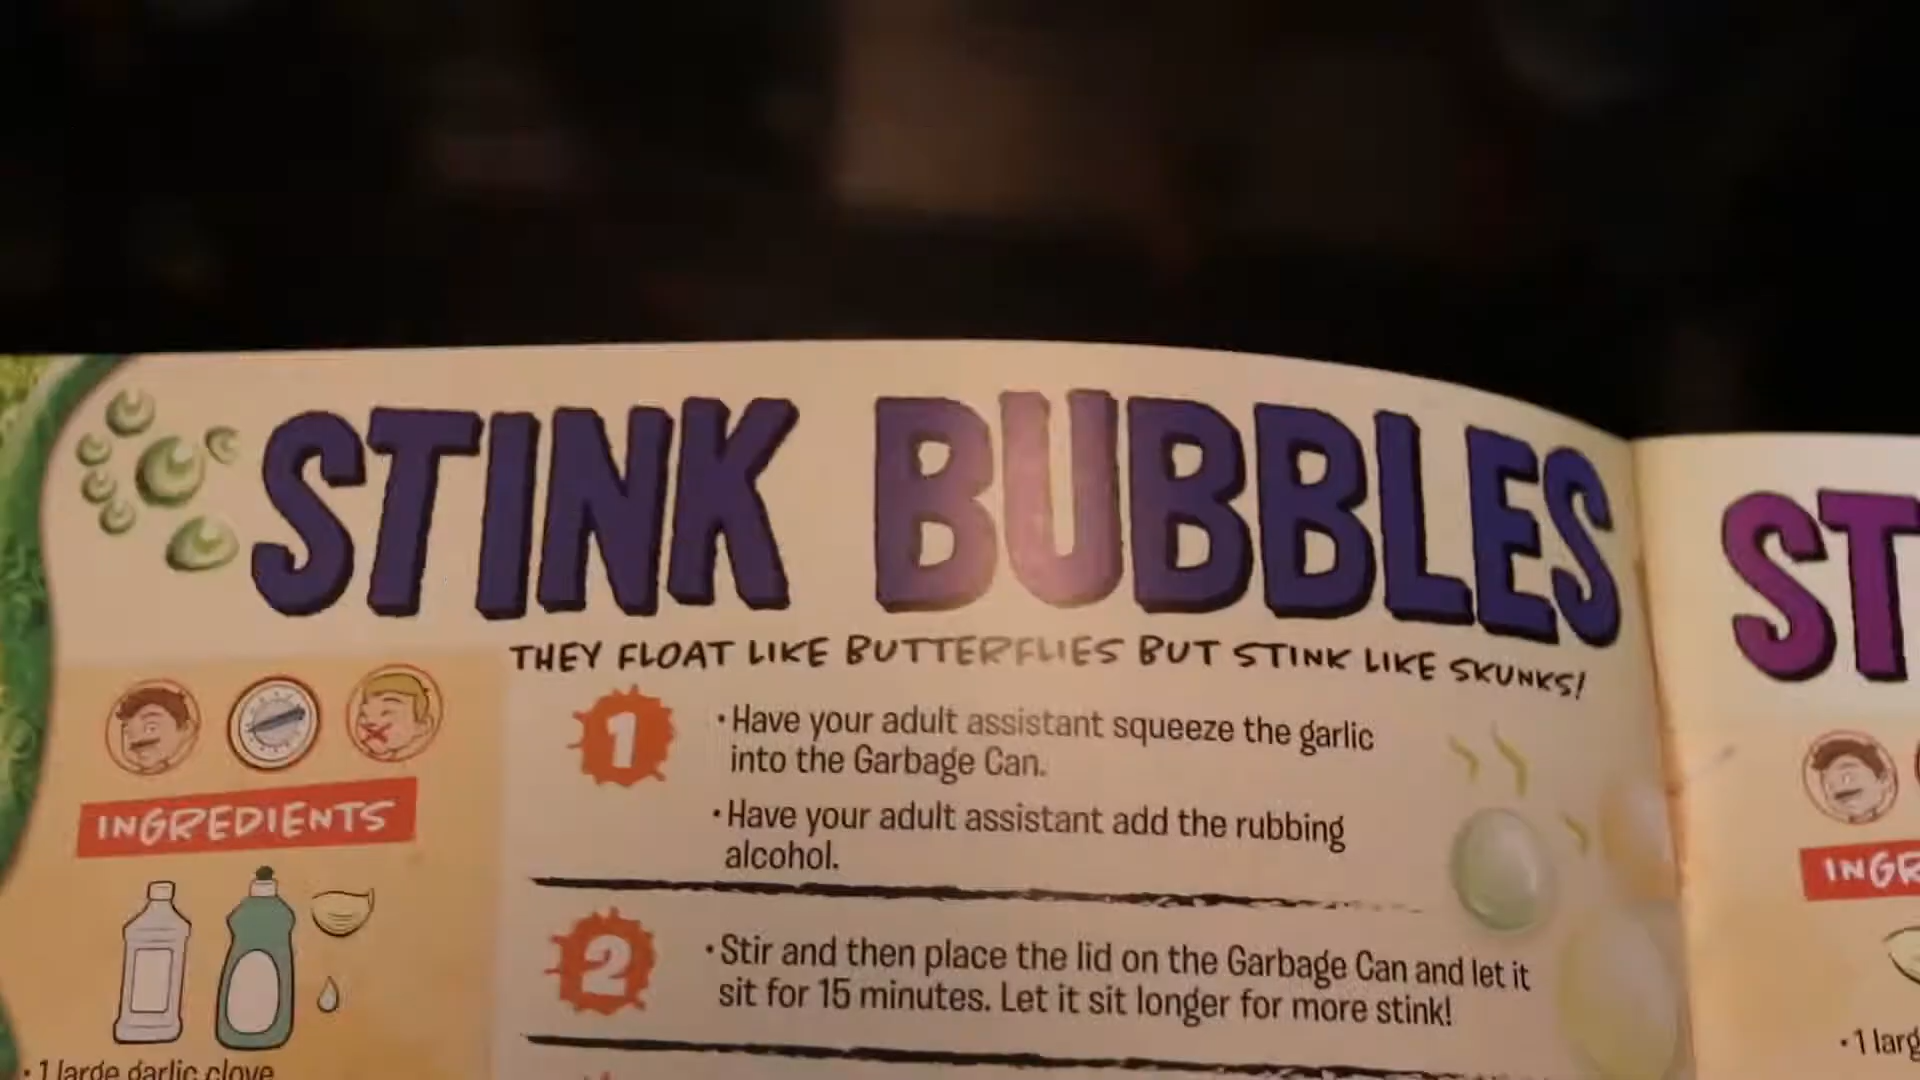 STINK BUBBLES
THEY FLOAT LIKE BUTTERFLIES BUT STINK LIKE SKUNKS!
INGREDIENTS
• 1 large garlic clove
1
• Have your adult assistant squeeze the garlic
into the Garbage Can.
• Have your adult assistant add the rubbing
alcohol.
2
• Stir and then place the lid on the Garbage Can and let it
sit for 15 minutes. Let it sit longer for more stink!
ST
INGR
• 1 larg